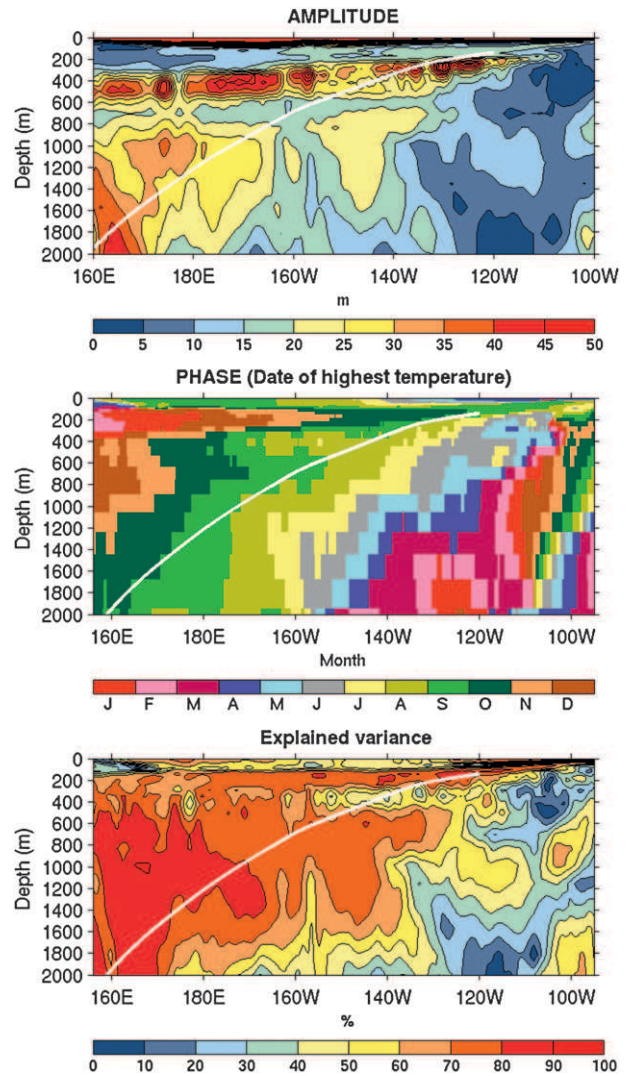 AMPLITUDE
0
200
400
600
800
1000
1200
1400
1600
1800
2000
Depth (m)
160E 180E 160W 140W 120W 100W
m
0 5 10 15 20 25 30 35 40 45 50
PHASE (Date of highest temperature)
0
200
400
600
800
1000
1200
1400
1600
1800
2000
Depth (m)
160E 180E 160W 140W 120W 100W
Month
J F M A M J J A S O N D
Explained variance
0
200
400
600
800
1000
1200
1400
1600
1800
2000
Depth (m)
160E 180E 160W 140W 120W 100W
%
0 10 20 30 40 50 60 70 80 90 100